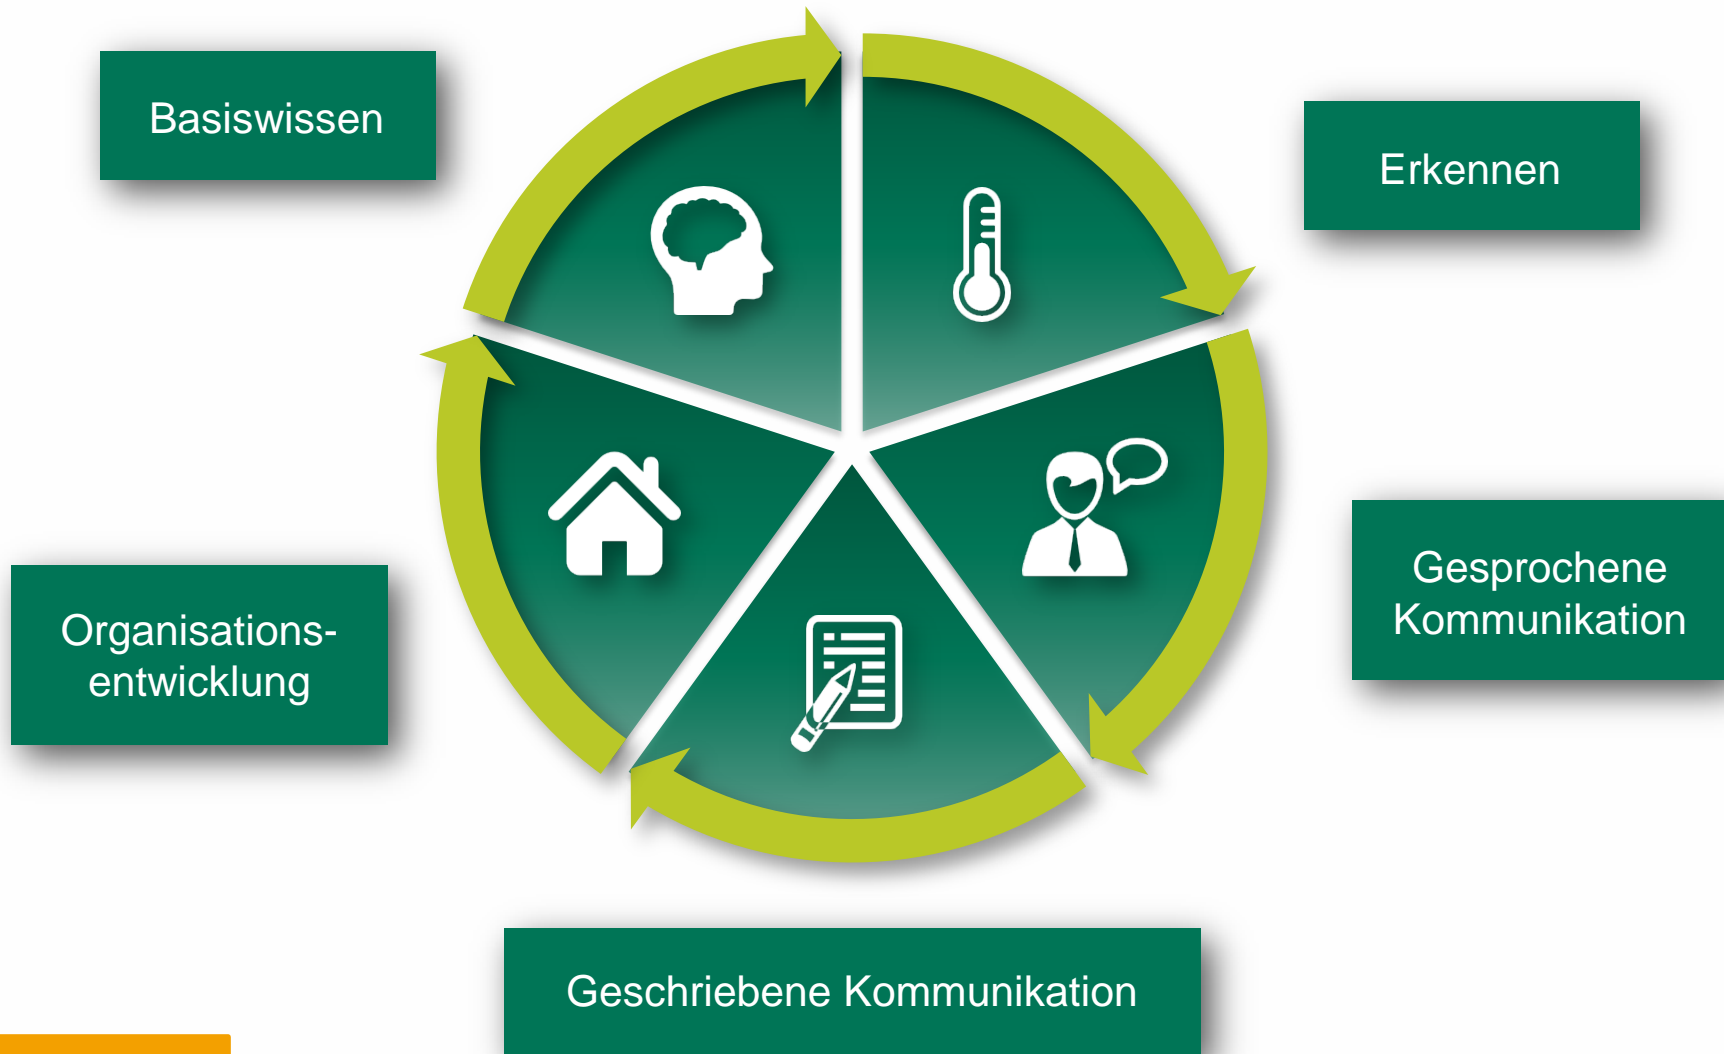 Basiswissen
Erkennen
Gesprochene
Kommunikation
Geschriebene Kommunikation
Organisations-
entwicklung